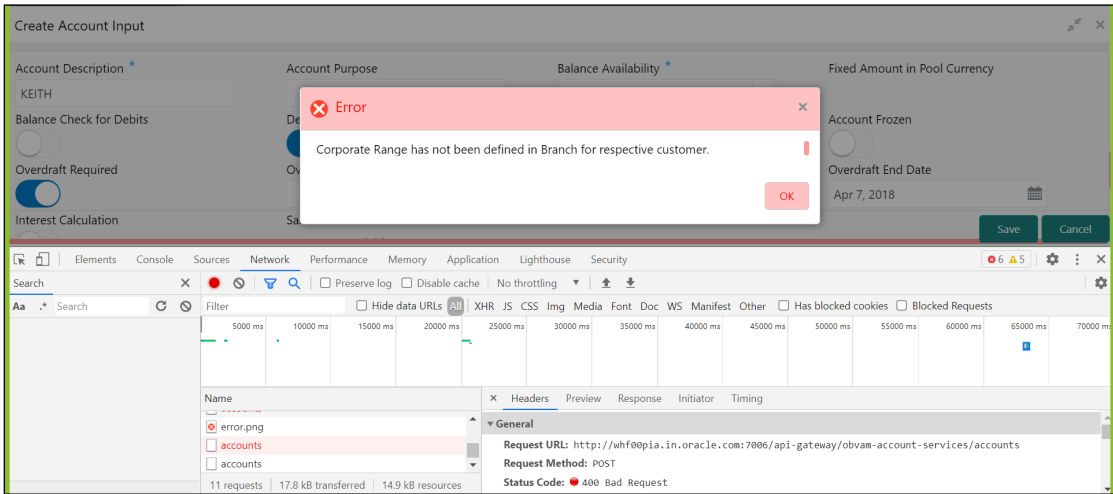 Create Account Input
Account Description *
Account Purpose
Balance Availability *
Fixed Amount in Pool Currency
KEITH
Error
Balance Check for Debits
De
Account Frozen
Corporate Range has not been defined in Branch for respective customer.
Overdraft Required
Ov
Overdraft End Date
OK
Apr 7, 2018
Interest Calculation
Sa
Save
Cancel
Elements Console Sources Network Performance Memory Application Lighthouse Security
6 5
Search
Preserve log Disable cache No throttling
Aa .* Search
Filter
Hide data URLs All XHR JS CSS Img Media Font Doc WS Manifest Other Has blocked cookies Blocked Requests
5000 ms 10000 ms 15000 ms 20000 ms 25000 ms 30000 ms 35000 ms 40000 ms 45000 ms 50000 ms 55000 ms 60000 ms 65000 ms 70000 m
Name
Headers Preview Response Initiator Timing
General
error.png
accounts
Request URL: http://whf00pia.in.oracle.com:7006/api-gateway/obvam-account-services/accounts
accounts
Request Method: POST
11 requests 17.8 kB transferred 14.9 kB resources
Status Code: 400 Bad Request